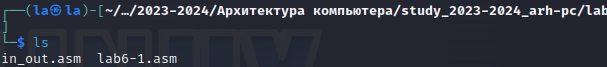 (la㉿la)-[~/…/2023-2024/Архитектура компьютера/study_2023-2024_arh-pc/lab
]
$ ls
in_out.asm lab6-1.asm